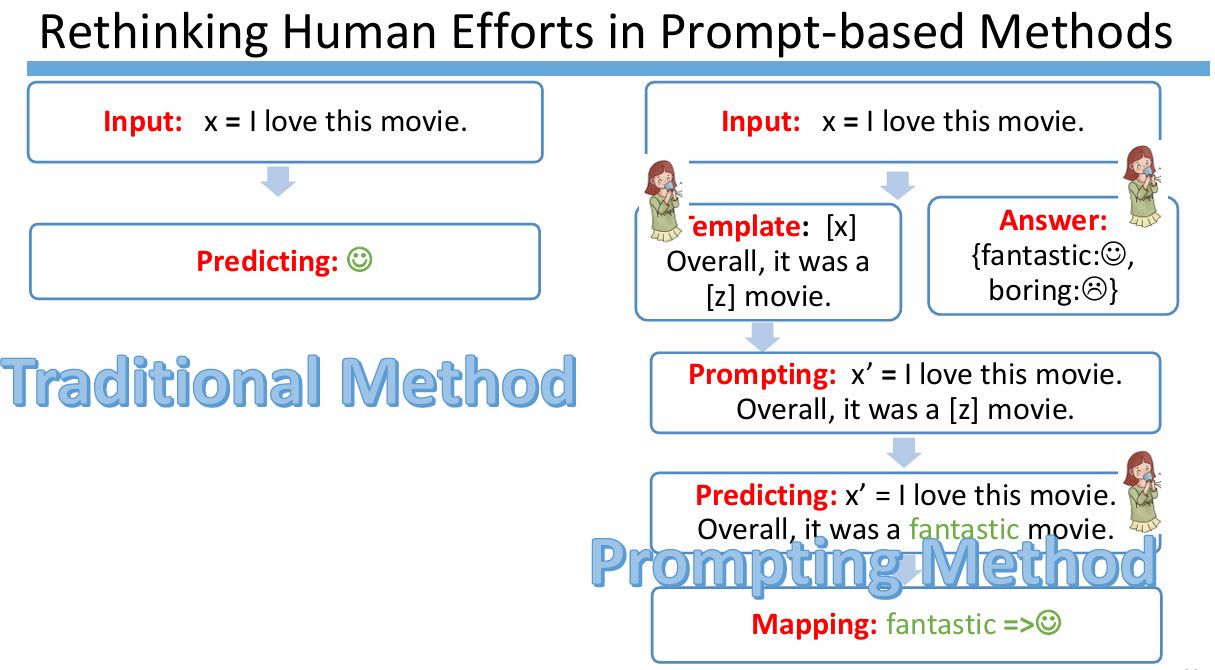 Rethinking Human Efforts in Prompt-based Methods
Input: x = I love this movie.
Predicting: ☺
Traditional Method
Input: x = I love this movie.
Template: [x]
Overall, it was a
[z] movie.
Answer:
{fantastic:☺,
boring:☹}
Prompting: x’ = I love this movie.
Overall, it was a [z] movie.
Predicting: x’ = I love this movie.
Overall, it was a fantastic movie.
Prompting Method
Mapping: fantastic =>☺